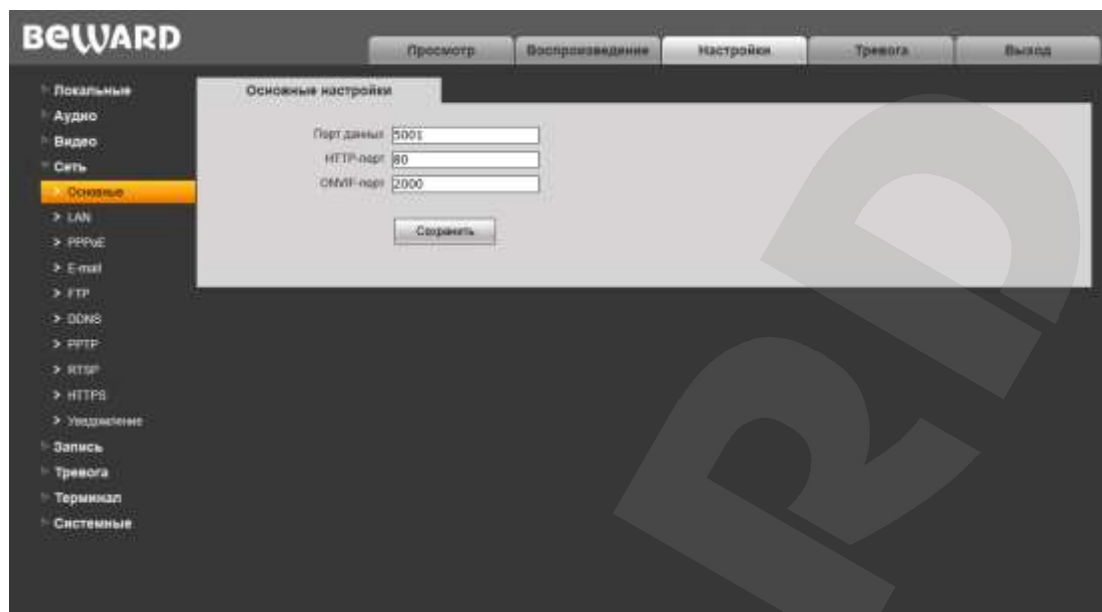 BEWARD
Просмотр Воспроизведение Настройки Тревога Выход
Локальные
Аудио
Видео
Сеть
Основные
LAN
PPPoE
E-mail
FTP
DDNS
PPTP
RTSP
HTTPS
Уведомление
Запись
Тревога
Терминал
Системные
Основные настройки
Порт данных 5001
HTTP-порт 80
ONVIF-порт 2000
Сохранить
RD